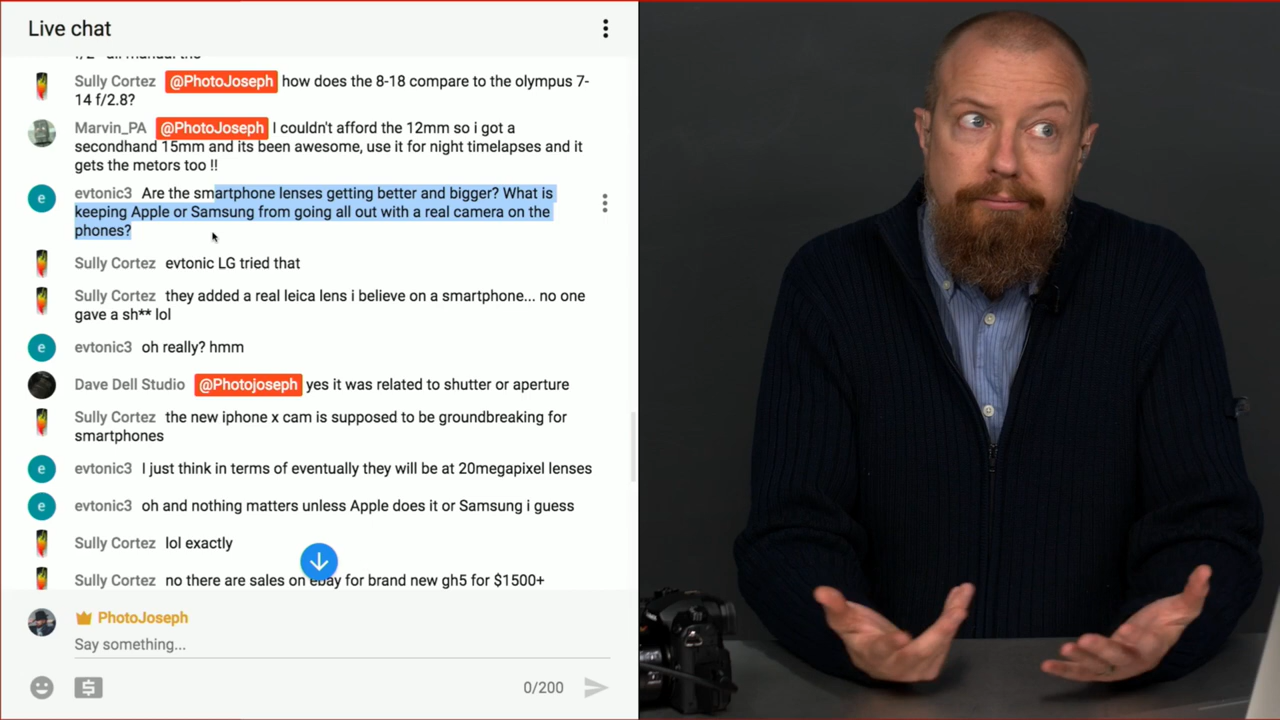 Live chat
Sully Cortez @PhotoJoseph how does the 8-18 compare to the olympus 7-
14 f/2.8?
Marvin_PA @PhotoJoseph I couldn't afford the 12mm so i got a
secondhand 15mm and its been awesome, use it for night timelapses and it
gets the metors too !!
e evtonic3 Are the smartphone lenses getting better and bigger? What is
keeping Apple or Samsung from going all out with a real camera on the
phones?
Sully Cortez evtonic LG tried that
Sully Cortez they added a real leica lens i believe on a smartphone... no one
gave a sh** lol
e evtonic3 oh really? hmm
Dave Dell Studio @Photojoseph yes it was related to shutter or aperture
Sully Cortez the new iphone x cam is supposed to be groundbreaking for
smartphones
e evtonic3 I just think in terms of eventually they will be at 20megapixel lenses
e evtonic3 oh and nothing matters unless Apple does it or Samsung i guess
Sully Cortez lol exactly
Sully Cortez no there are sales on ebay for brand new gh5 for $1500+
PhotoJoseph
Say something...
0/200